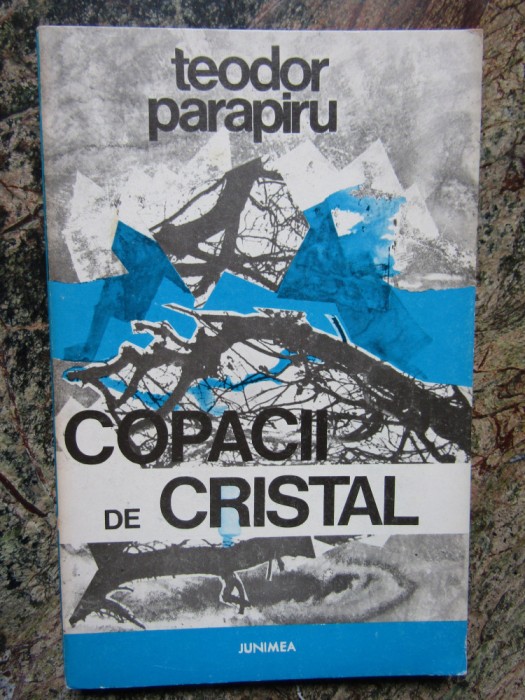 teodor
parapiru
COPACII
DE CRISTAL
JUNIMEA